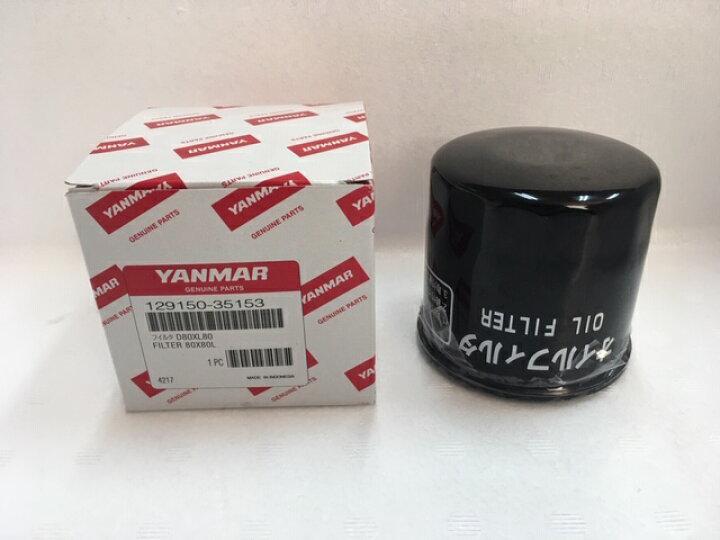 YANMAR
GENUINE PARTS
YANMAR
GENUINE PARTS
YANMAR
GENUINE PARTS
YANMAR
GENUINE PARTS
129150-35153
フイルタ D80XL80
FILTER 80X80L
1 PC
4217
MADE IN INDONESIA
オイルフィルタ
OIL FILTER